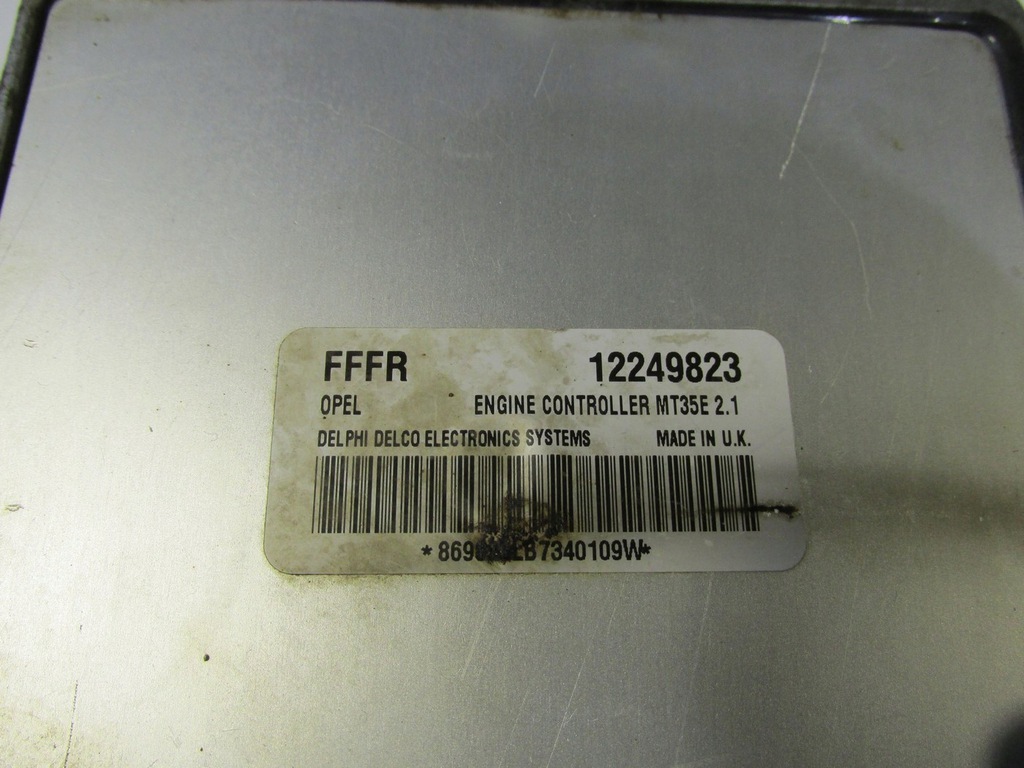 FFFR 12249823
OPEL ENGINE CONTROLLER MT35E 2.1
DELPHI DELCO ELECTRONICS SYSTEMS MADE IN U.K.